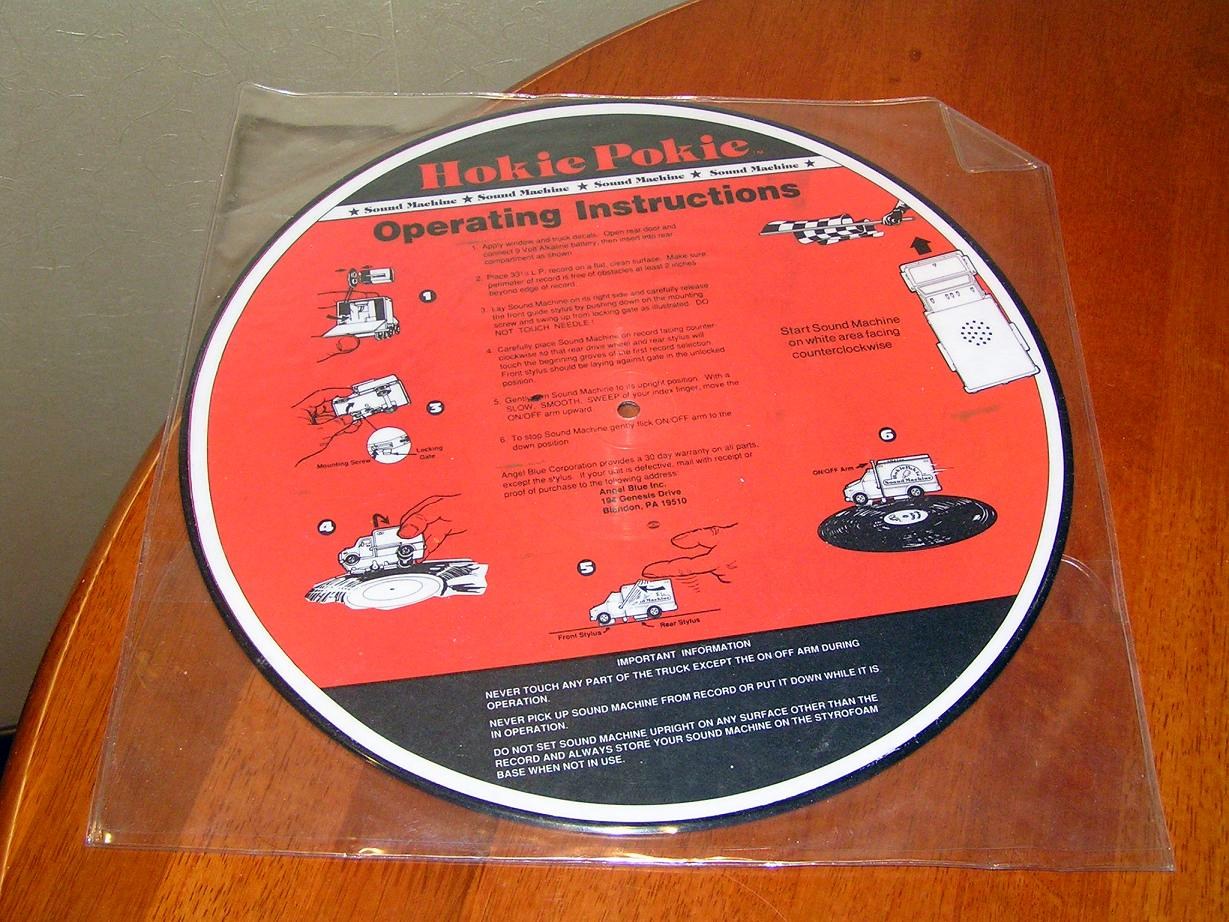 Hokie Pokie TM
★ Sound Machine ★ Sound Machine ★ Sound Machine ★ Sound Machine ★
Operating Instructions
1. Apply window and truck decals. Open rear door and
connect 9 Volt Alkaline battery, then insert into rear
compartment as shown
2. Place 33 1/3 L.P. record on a flat, clean surface. Make sure
perimeter of record is free of obstacles at least 2 inches
beyond edge of record
3. Lay Sound Machine on its right side and carefully release
the front guide stylus by pushing down on the mounting
screw and swing up from locking gate as illustrated. DO
NOT TOUCH NEEDLE!
4. Carefully place Sound Machine on record facing counter
clockwise so that rear drive wheel and rear stylus will
touch the beginning groves of the first record selection.
Front stylus should be laying against gate in the unlocked
position.
5. Gently turn Sound Machine to its upright position. With a
SLOW, SMOOTH, SWEEP of your index finger, move the
ON/OFF arm upward
6. To stop Sound Machine gently flick ON/OFF arm to the
down position
Angel Blue Corporation provides a 30 day warranty on all parts,
except the stylus. If your unit is defective, mail with receipt or
proof of purchase to the following address
Angel Blue Inc.
194 Genesis Drive
Blandon, PA 19510
1
3
Mounting Screw
Locking
Gate
4
5
Front Stylus
Rear Stylus
Start Sound Machine
on white area facing
counterclockwise
6
ON/OFF Arm
Sound Machine
IMPORTANT INFORMATION
NEVER TOUCH ANY PART OF THE TRUCK EXCEPT THE ON OFF ARM DURING
OPERATION.
NEVER PICK UP SOUND MACHINE FROM RECORD OR PUT IT DOWN WHILE IT IS
IN OPERATION.
DO NOT SET SOUND MACHINE UPRIGHT ON ANY SURFACE OTHER THAN THE
RECORD AND ALWAYS STORE YOUR SOUND MACHINE ON THE STYROFOAM
BASE WHEN NOT IN USE.